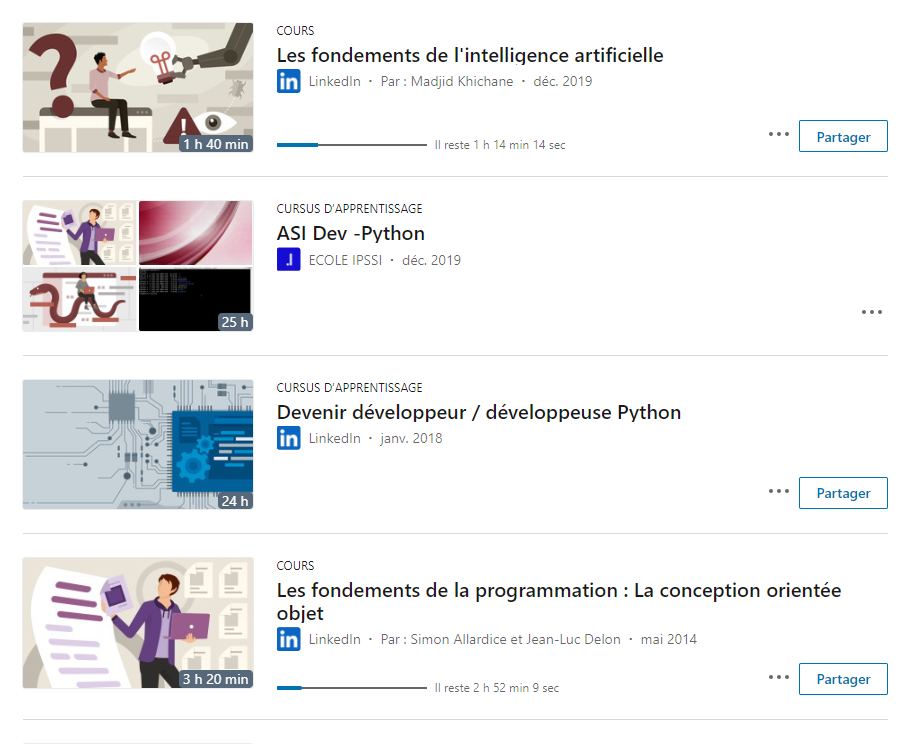 COURS
Les fondements de l'intelligence artificielle
in LinkedIn · Par : Madjid Khichane · déc. 2019
1 h 40 min
Il reste 1 h 14 min 14 sec
••• Partager
CURSUS D'APPRENTISSAGE
ASI Dev -Python
ECOLE IPSSI · déc. 2019
25 h
•••
CURSUS D'APPRENTISSAGE
Devenir développeur / développeuse Python
in LinkedIn · janv. 2018
24 h
••• Partager
COURS
Les fondements de la programmation : La conception orientée
objet
in LinkedIn · Par : Simon Allardice et Jean-Luc Delon · mai 2014
3 h 20 min
Il reste 2 h 52 min 9 sec
••• Partager